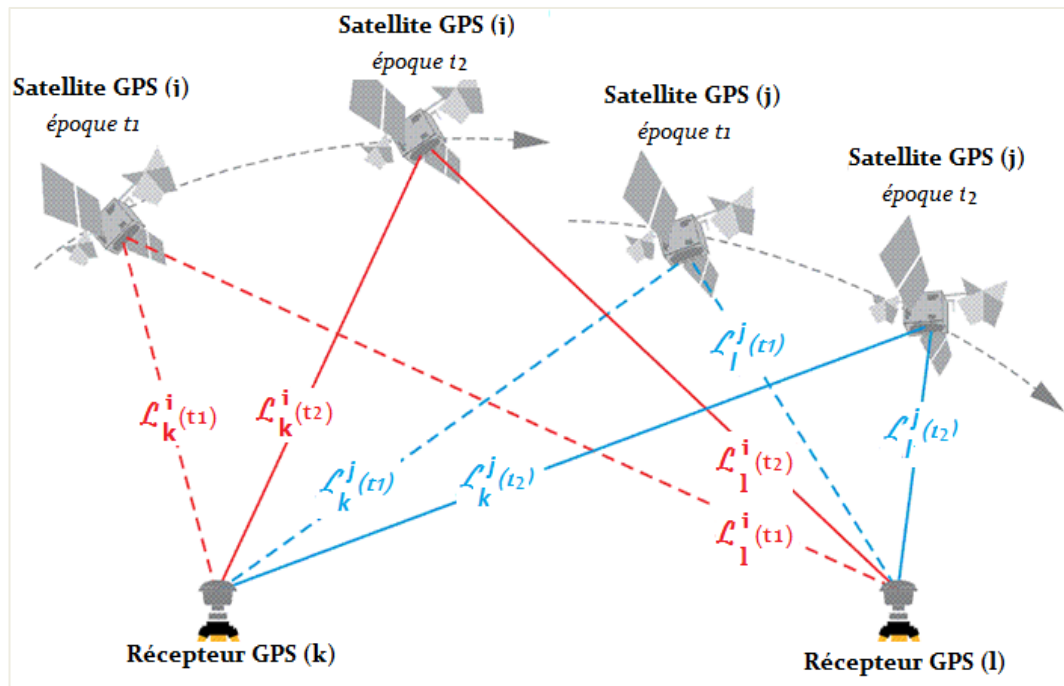 Satellite GPS (j)
époque t2
Satellite GPS (i)
époque t1
Satellite GPS (j)
époque t1
Satellite GPS (j)
époque t2
ℒ^j_l(t1)
ℒ^i_k(t1)
ℒ^i_k(t2)
ℒ^j_l(t2)
ℒ^j_k(t1)
ℒ^j_k(t2)
ℒ^i_l(t2)
ℒ^i_l(t1)
Récepteur GPS (k)
Récepteur GPS (l)